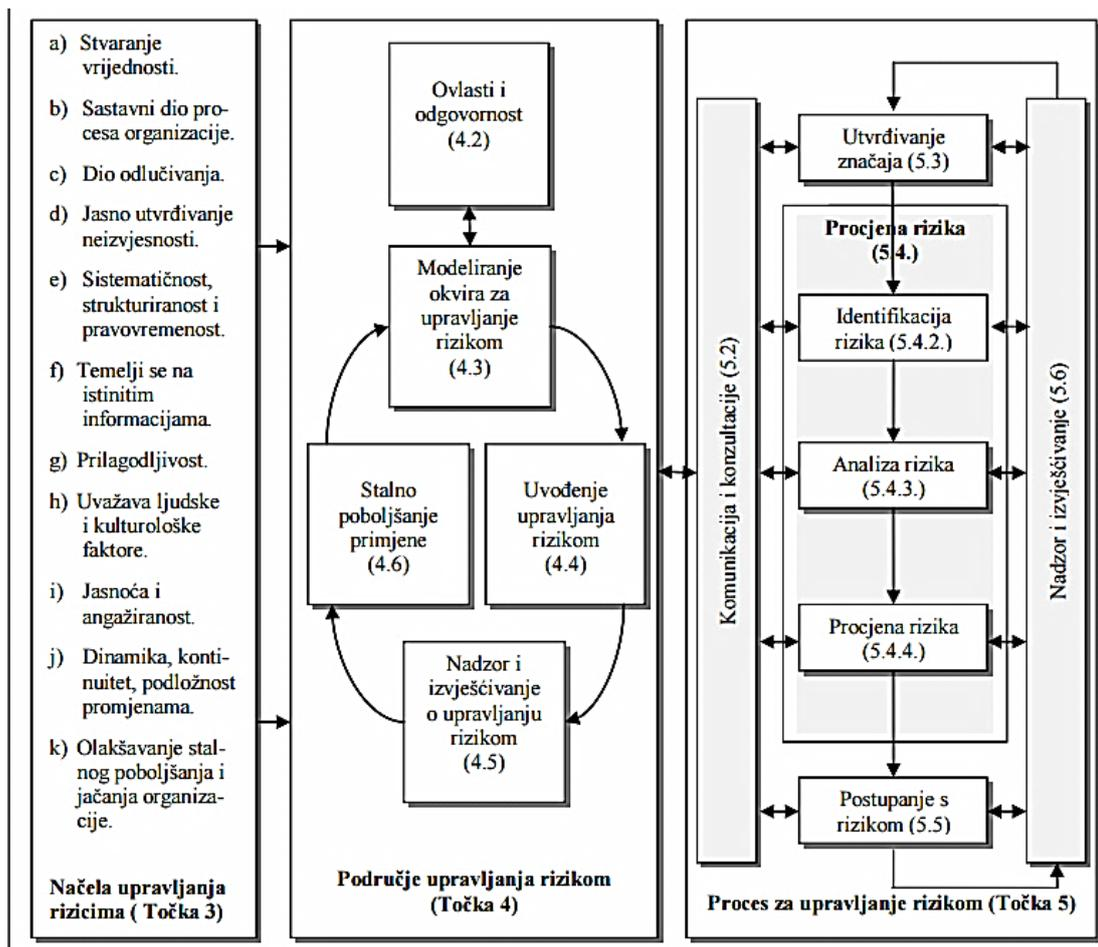 a) Stvaranje
vrijednosti.
b) Sastavni dio pro-
cesa organizacije.
c) Dio odlučivanja.
d) Jasno utvrđivanje
neizvjesnosti.
e) Sistematičnost,
strukturiranost i
pravovremenost.
f) Temelji se na
istinitim
informacijama.
g) Prilagodljivost.
h) Uvažava ljudske
i kulturološke
faktore.
i) Jasnoća i
angažiranost.
j) Dinamika, konti-
nuitet, podložnost
promjenama.
k) Olakšavanje stal-
nog poboljšanja i
jačanja organiza-
cije.
Načela upravljanja
rizicima ( Točka 3)
Ovlasti i
odgovornost
(4.2)
Modeliranje
okvira za
upravljanje
rizikom
(4.3)
Stalno
poboljšanje
primjene
(4.6)
Uvođenje
upravljanja
rizikom
(4.4)
Nadzor i
izvješćivanje
o upravljanju
rizikom
(4.5)
Područje upravljanja rizikom
(Točka 4)
Komunikacija i konzultacije (5.2)
Utvrđivanje
značaja (5.3)
Procjena rizika
(5.4.)
Identifikacija
rizika (5.4.2.)
Analiza rizika
(5.4.3.)
Procjena rizika
(5.4.4.)
Postupanje s
rizikom (5.5)
Nadzor i izvješćivanje (5.6)
Proces za upravljanje rizikom (Točka 5)